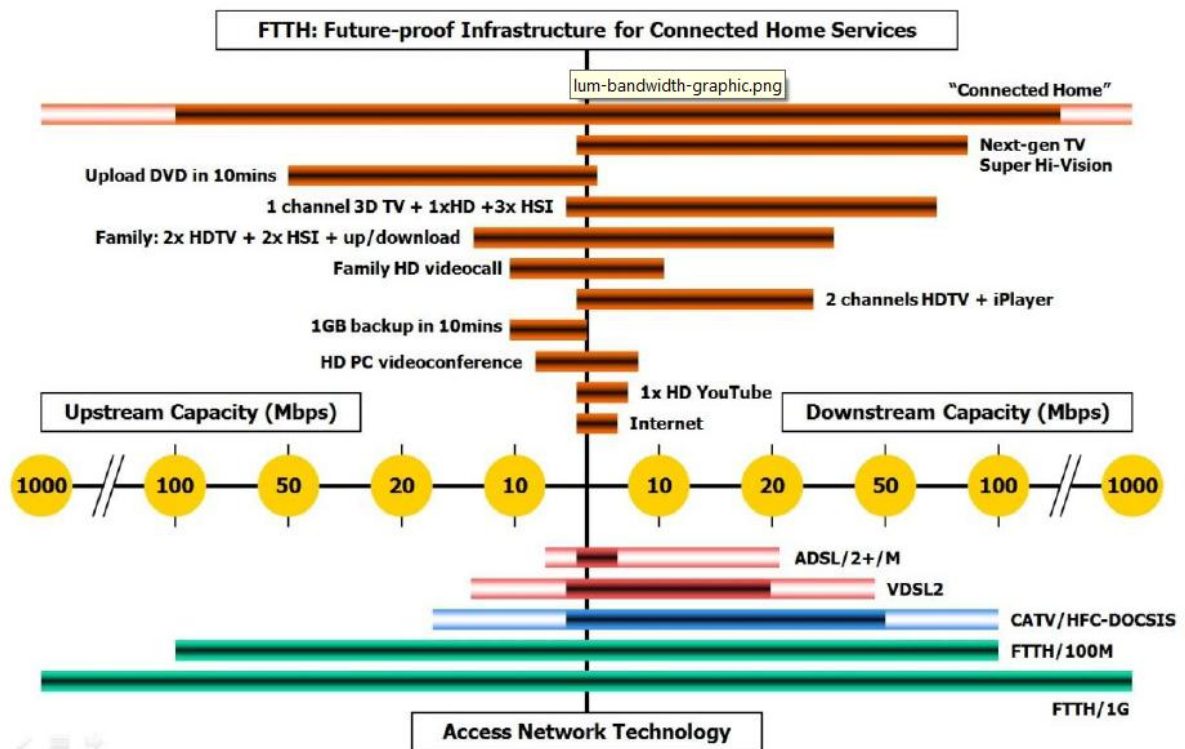 FTTH: Future-proof Infrastructure for Connected Home Services
lum-bandwidth-graphic.png
"Connected Home"
Next-gen TV
Super Hi-Vision
Upload DVD in 10mins
1 channel 3D TV + 1xHD +3x HSI
Family: 2x HDTV + 2x HSI + up/download
Family HD videocall
2 channels HDTV + iPlayer
1GB backup in 10mins
HD PC videoconference
1x HD YouTube
Upstream Capacity (Mbps)
Downstream Capacity (Mbps)
Internet
1000 100 50 20 10 10 20 50 100 1000
ADSL/2+/M
VDSL2
CATV/HFC-DOCSIS
FTTH/100M
FTTH/1G
Access Network Technology